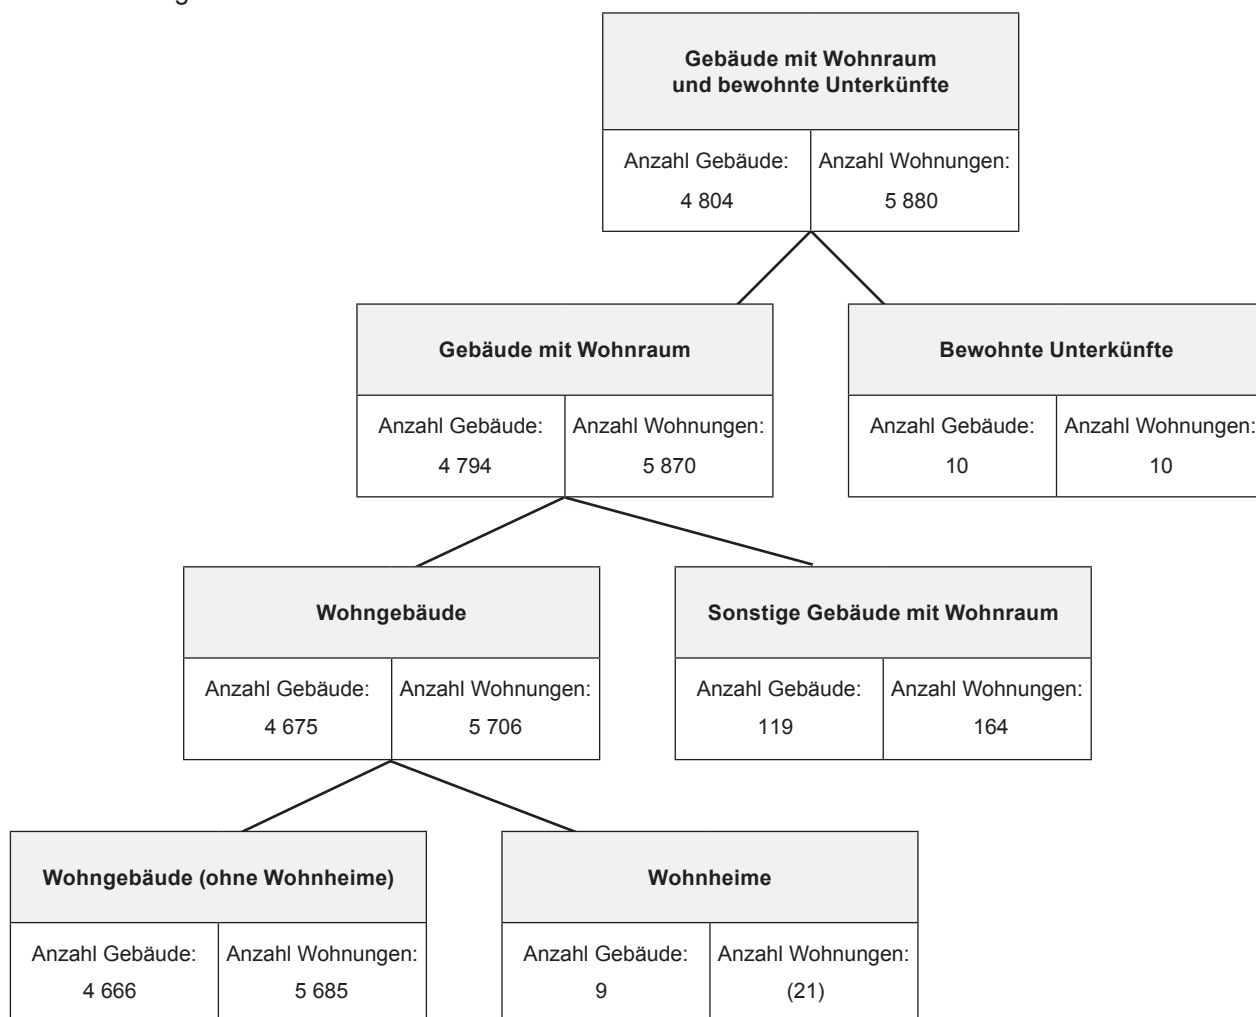 Gebäude mit Wohnraum
und bewohnte Unterkünfte
Anzahl Gebäude: Anzahl Wohnungen:
4 804 5 880
Gebäude mit Wohnraum
Bewohnte Unterkünfte
Anzahl Gebäude: Anzahl Wohnungen:
4 794 5 870
Anzahl Gebäude: Anzahl Wohnungen:
10 10
Wohngebäude
Sonstige Gebäude mit Wohnraum
Anzahl Gebäude: Anzahl Wohnungen:
4 675 5 706
Anzahl Gebäude: Anzahl Wohnungen:
119 164
Wohngebäude (ohne Wohnheime)
Wohnheime
Anzahl Gebäude: Anzahl Wohnungen:
4 666 5 685
Anzahl Gebäude: Anzahl Wohnungen:
9 (21)